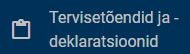 Tervisetõendid ja -
deklaratsioonid